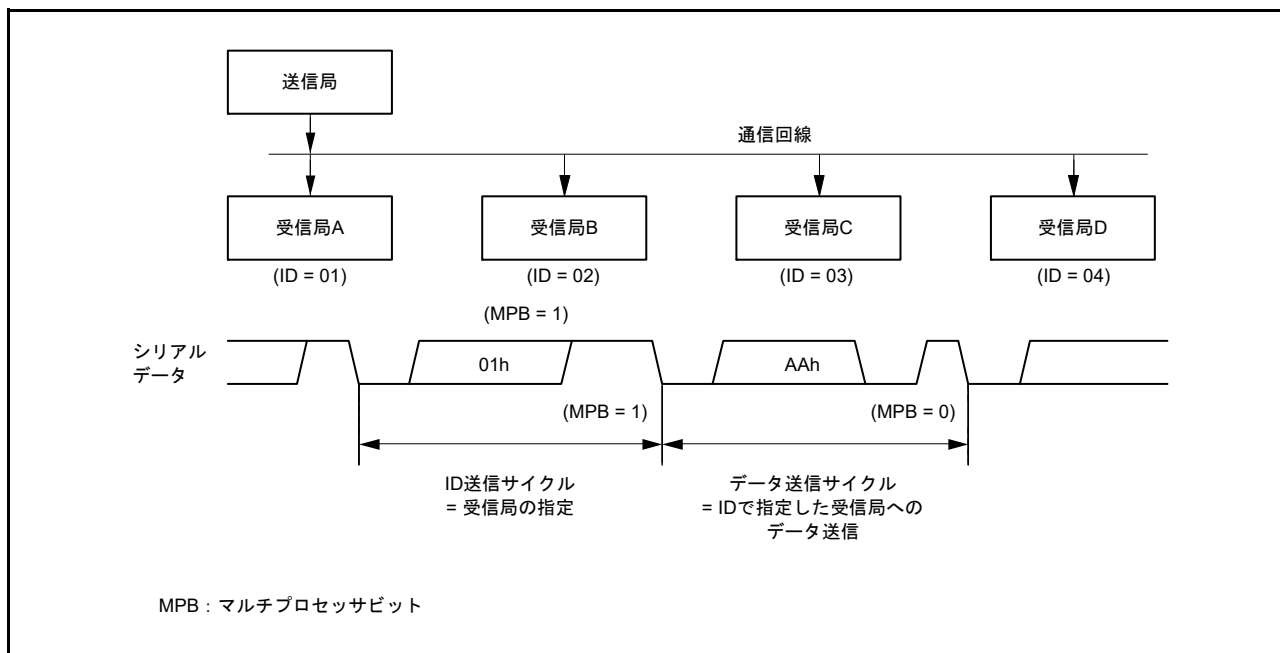 送信局
通信回線
受信局A
受信局B
受信局C
受信局D
(ID = 01)
(ID = 02)
(ID = 03)
(ID = 04)
(MPB = 1)
シリアル
データ
01h
AAh
(MPB = 1)
(MPB = 0)
ID送信サイクル
= 受信局の指定
データ送信サイクル
= IDで指定した受信局への
データ送信
MPB：マルチプロセッサビット